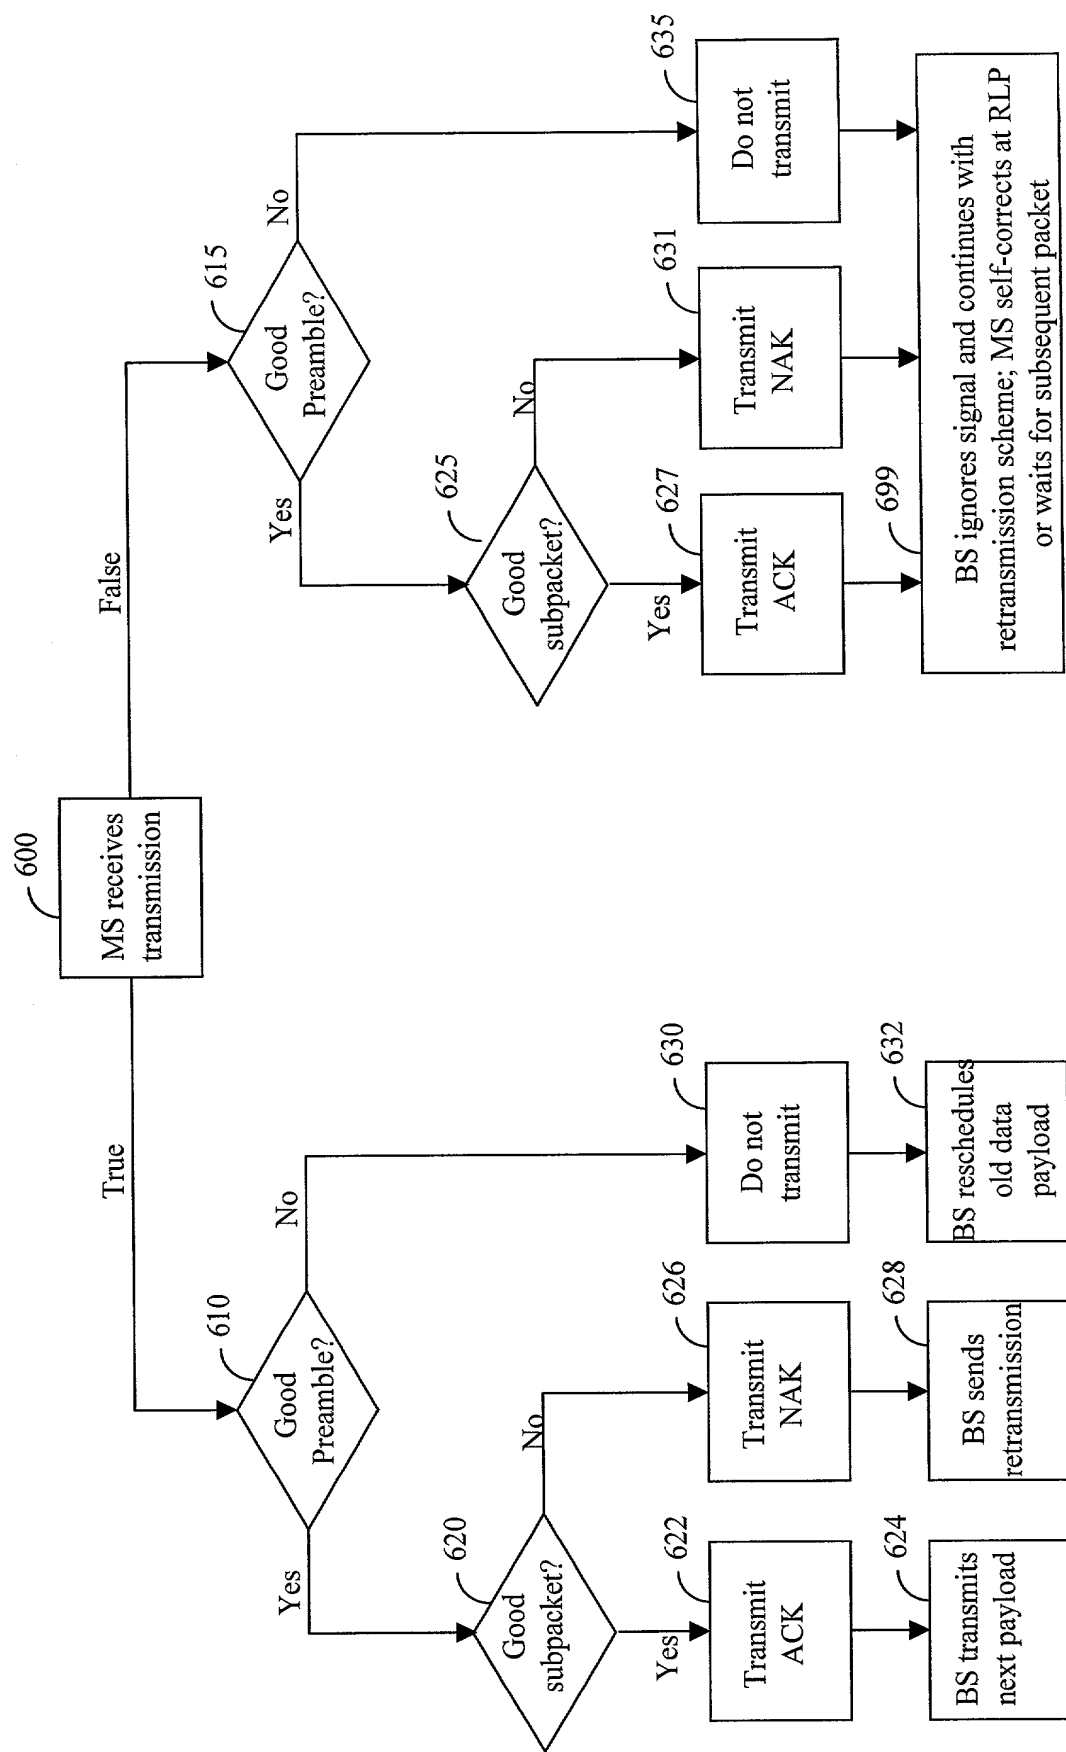 600
MS receives
transmission
True
False
610
Good
Preamble?
Yes
No
615
Good
Preamble?
Yes
No
620
Good
subpacket?
Yes
No
625
Good
subpacket?
Yes
No
622
Transmit
ACK
626
Transmit
NAK
630
Do not
transmit
627
Transmit
ACK
631
Transmit
NAK
635
Do not
transmit
624
BS transmits
next payload
628
BS sends
retransmission
632
BS reschedules
old data
payload
699
BS ignores signal and continues with
retransmission scheme; MS self-corrects at RLP
or waits for subsequent packet